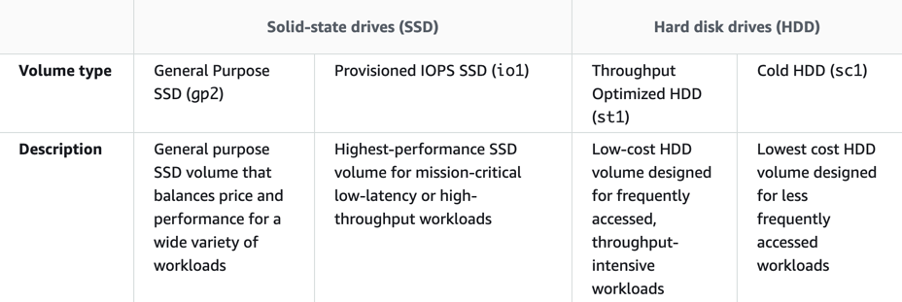 Solid-state drives (SSD)
Hard disk drives (HDD)
Volume type
General Purpose
SSD (gp2)
Provisioned IOPS SSD (io1)
Throughput
Optimized HDD
(st1)
Cold HDD (sc1)
Description
General purpose
SSD volume that
balances price and
performance for a
wide variety of
workloads
Highest-performance SSD
volume for mission-critical
low-latency or high-
throughput workloads
Low-cost HDD
volume designed
for frequently
accessed,
throughput-
intensive
workloads
Lowest cost HDD
volume designed
for less
frequently
accessed
workloads